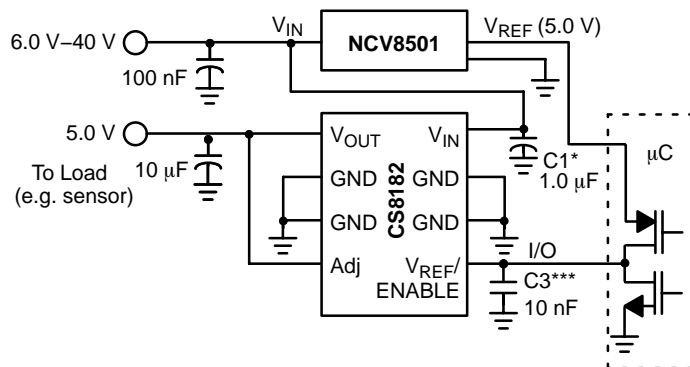 6.0 V–40 V
VIN
NCV8501
VREF (5.0 V)
100 nF
5.0 V
10 μF
To Load
(e.g. sensor)
VOUT
VIN
GND
GND
GND
GND
Adj
VREF/
ENABLE
CS8182
C1*
1.0 μF
μC
I/O
C3***
10 nF